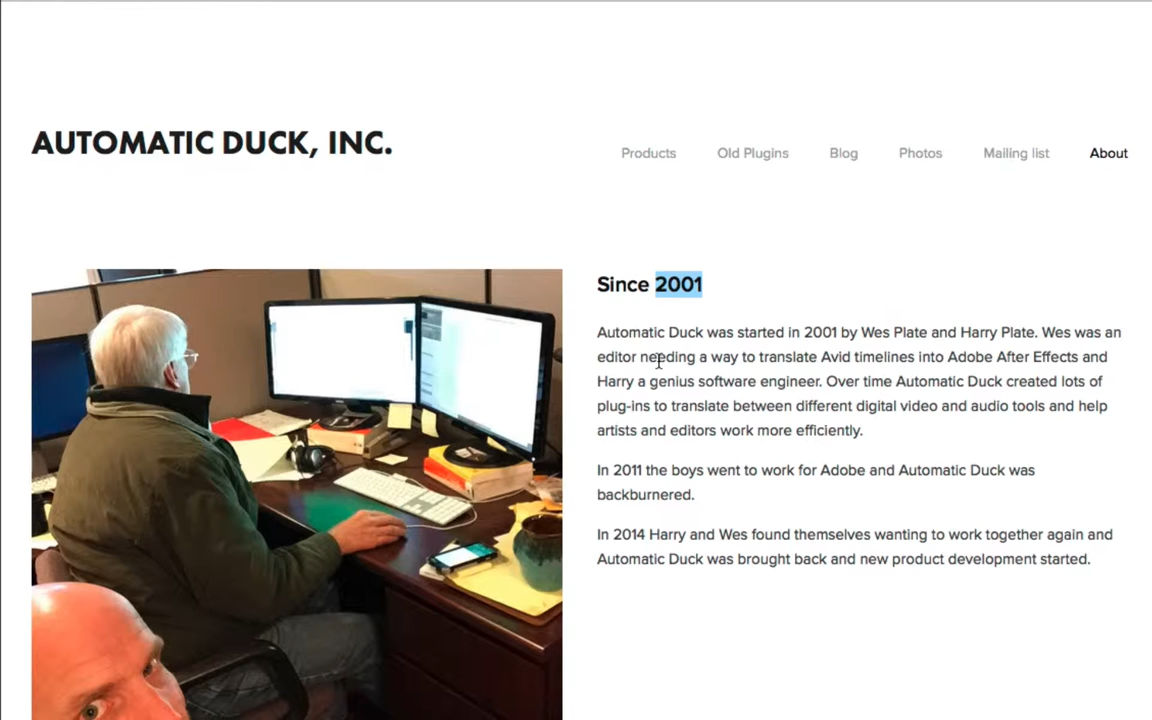 AUTOMATIC DUCK, INC.
Products Old Plugins Blog Photos Mailing list About
Since 2001
Automatic Duck was started in 2001 by Wes Plate and Harry Plate. Wes was an
editor needing a way to translate Avid timelines into Adobe After Effects and
Harry a genius software engineer. Over time Automatic Duck created lots of
plug-ins to translate between different digital video and audio tools and help
artists and editors work more efficiently.
In 2011 the boys went to work for Adobe and Automatic Duck was
backburnered.
In 2014 Harry and Wes found themselves wanting to work together again and
Automatic Duck was brought back and new product development started.